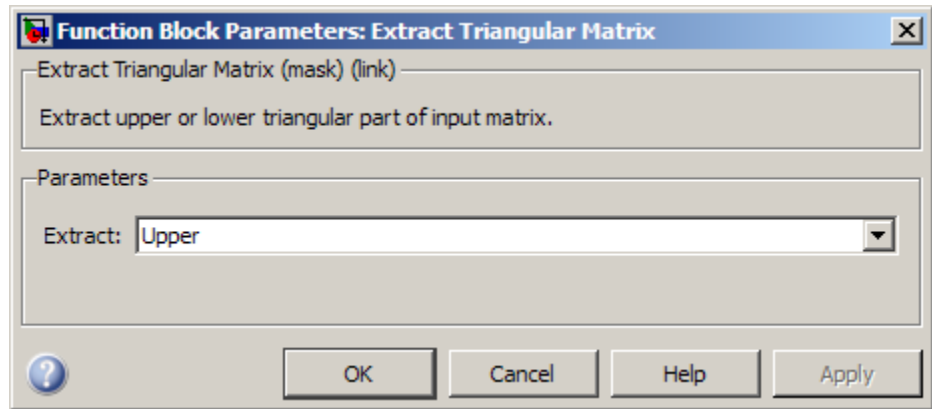 Function Block Parameters: Extract Triangular Matrix
Extract Triangular Matrix (mask) (link)
Extract upper or lower triangular part of input matrix.
Parameters
Extract: Upper
? OK Cancel Help Apply